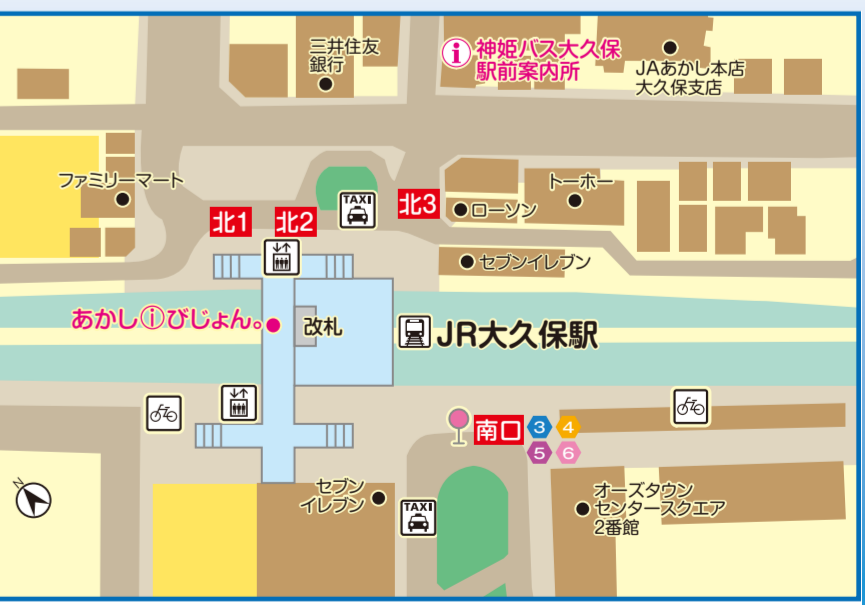 三井住友
銀行
神姫バス大久保
駅前案内所
JAあかし本店
大久保支店
ファミリーマート
TAXI
北1
北2
北3
ローソン
トーホー
セブンイレブン
あかしⓘびじょん。
改札
JR大久保駅
南口
3
4
5
6
セブン
イレブン
TAXI
オーズタウン
センタースクエア
2番館
N